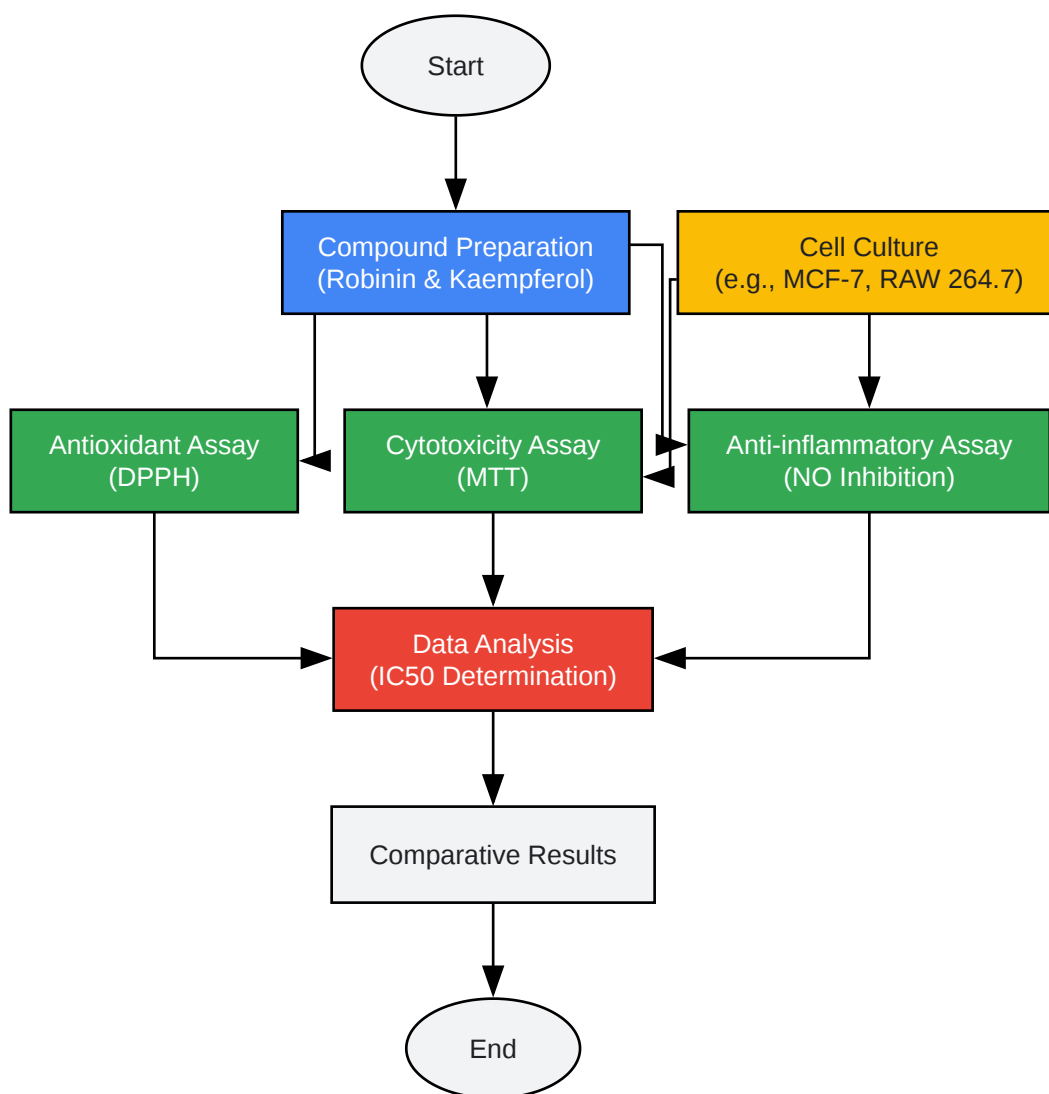 Start
Compound Preparation
(Robinin & Kaempferol)
Cell Culture
(e.g., MCF-7, RAW 264.7)
Antioxidant Assay
(DPPH)
Cytotoxicity Assay
(MTT)
Anti-inflammatory Assay
(NO Inhibition)
Data Analysis
(IC50 Determination)
Comparative Results
End